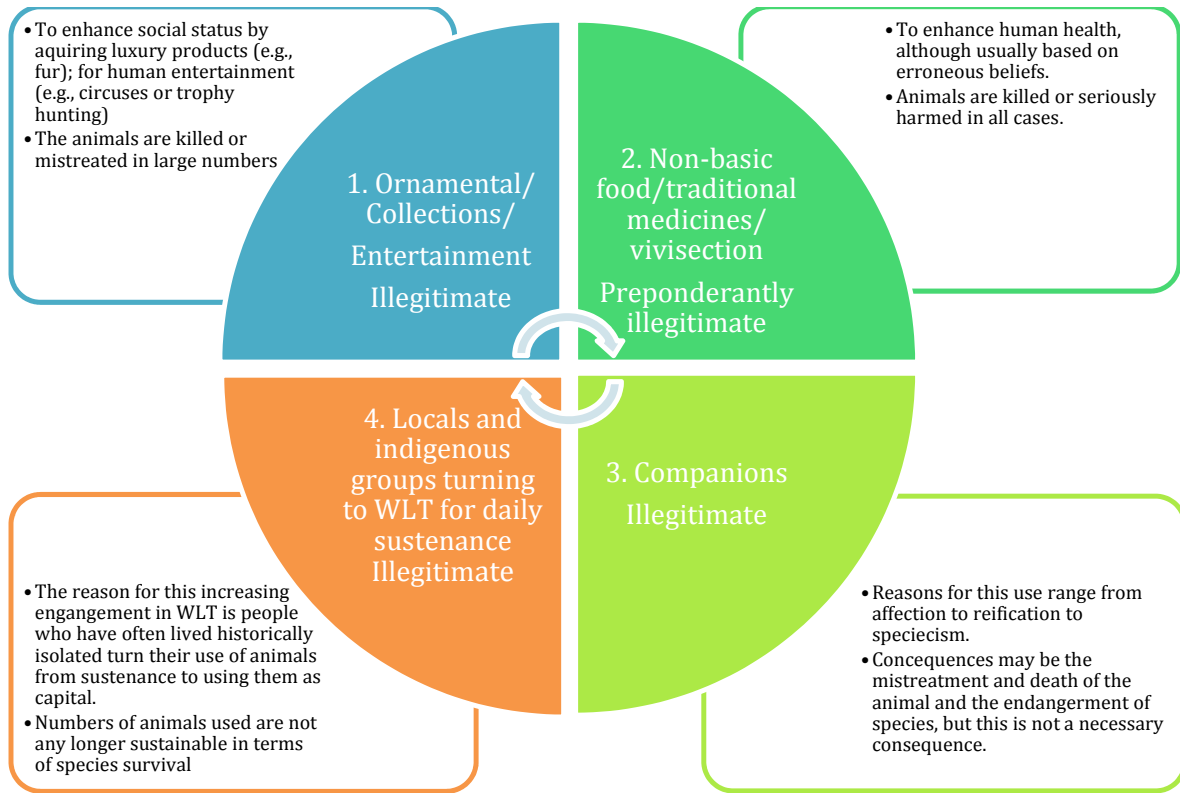 •To enhance social status by
aquiring luxury products (e.g.,
fur); for human entertainment
(e.g., circuses or trophy
hunting)
•The animals are killed or
mistreated in large numbers
•To enhance human health,
although usually based on
erroneous beliefs.
•Animals are killed or seriously
harmed in all cases.
1. Ornamental/
Collections/
Entertainment
Illegitimate
2. Non-basic
food/traditional
medicines/
vivisection
Preponderantly
illegitimate
4. Locals and
indigenous
groups turning
to WLT for daily
sustenance
Illegitimate
3. Companions
Illegitimate
•The reason for this increasing
engangement in WLT is people
who have often lived historically
isolated turn their use of animals
from sustenance to using them as
capital.
•Numbers of animals used are not
any longer sustainable in terms
of species survival
•Reasons for this use range from
affection to reification to
speciecism.
•Concequences may be the
mistreatment and death of the
animal and the endangerment of
species, but this is not a necessary
consequence.